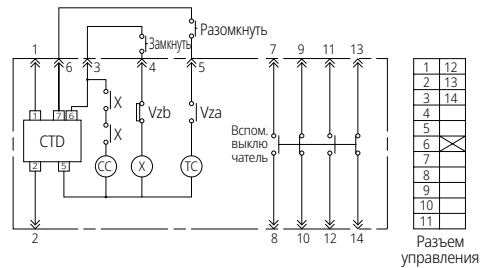 Разомкнуть
Замкнуть
1 6 3 4 5 7 9 11 13
1 7 6
X
Vzb
Vza
CTD
X
Вспом.
выклю
чатель
2 5
CC X TC
2 8 10 12 14
1 12
2 13
3 14
4
5
6
7
8
9
10
11
Разъем
управления